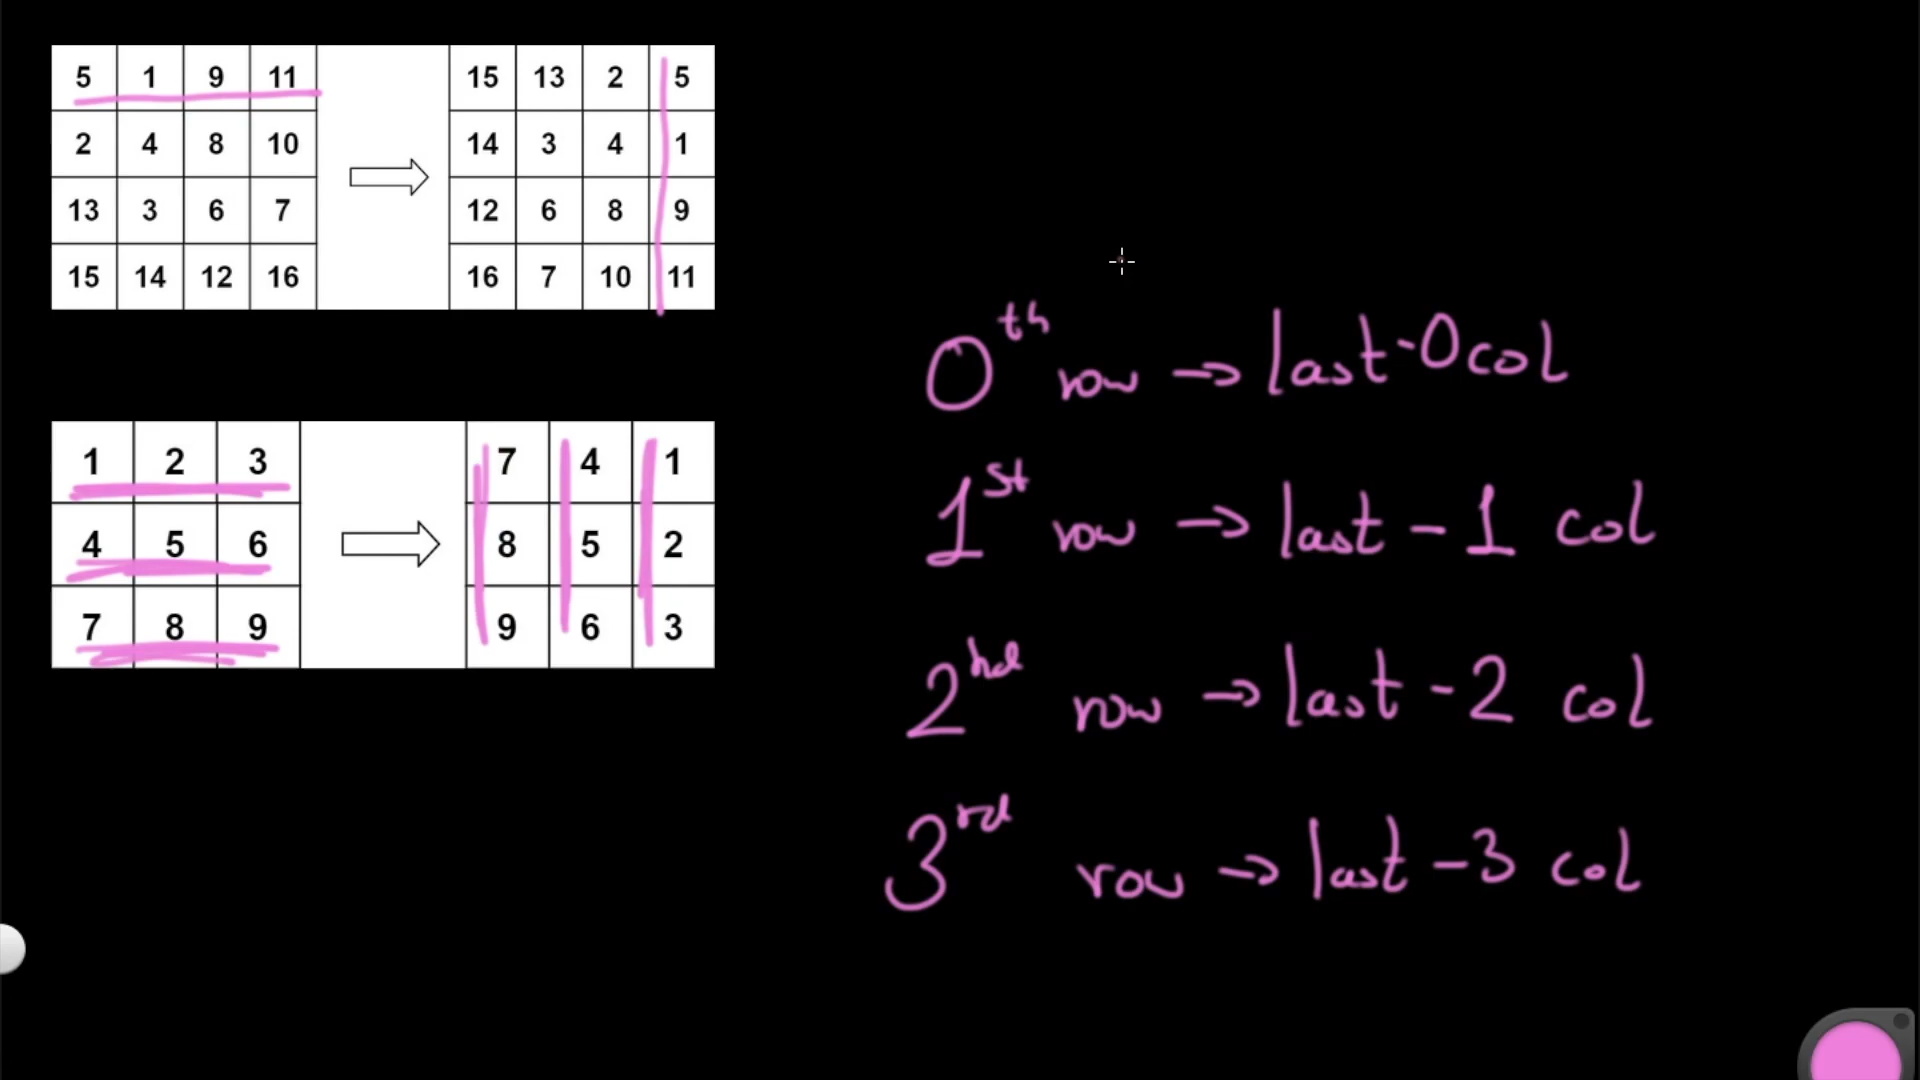 5 1 9 11
2 4 8 10
13 3 6 7
15 14 12 16
15 13 2 5
14 3 4 1
12 6 8 9
16 7 10 11
1 2 3
4 5 6
7 8 9
7 4 1
8 5 2
9 6 3
0th row → last - 0 col
1st row → last - 1 col
2nd row → last - 2 col
3rd row → last - 3 col